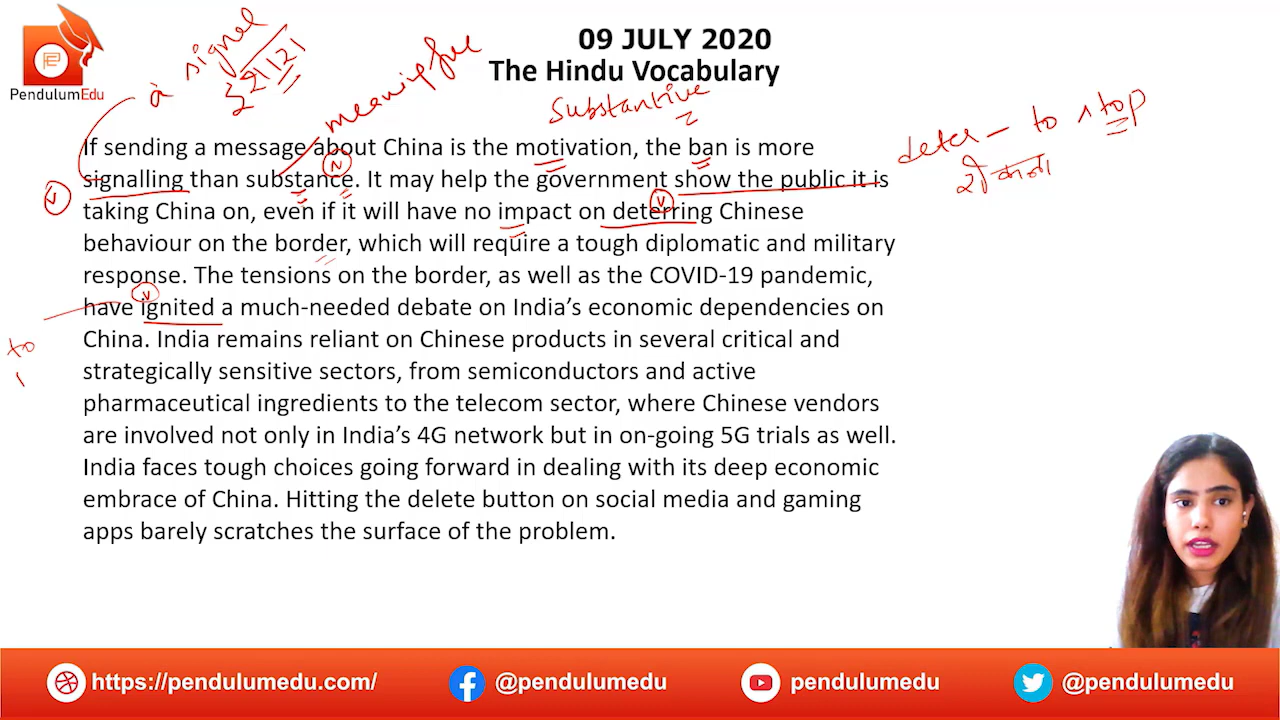 09 JULY 2020
The Hindu Vocabulary
PendulumEdu
à signal
meaningful
Substantive
deter – to stop
रोकना
If sending a message about China is the motivation, the ban is more
signalling than substance. It may help the government show the public it is
taking China on, even if it will have no impact on deterring Chinese
behaviour on the border, which will require a tough diplomatic and military
response. The tensions on the border, as well as the COVID-19 pandemic,
have ignited a much-needed debate on India’s economic dependencies on
China. India remains reliant on Chinese products in several critical and
strategically sensitive sectors, from semiconductors and active
pharmaceutical ingredients to the telecom sector, where Chinese vendors
are involved not only in India’s 4G network but in on-going 5G trials as well.
India faces tough choices going forward in dealing with its deep economic
embrace of China. Hitting the delete button on social media and gaming
apps barely scratches the surface of the problem.
V
N
V
V
to
https://pendulumedu.com/
@pendulumedu
pendulumedu
@pendulumedu